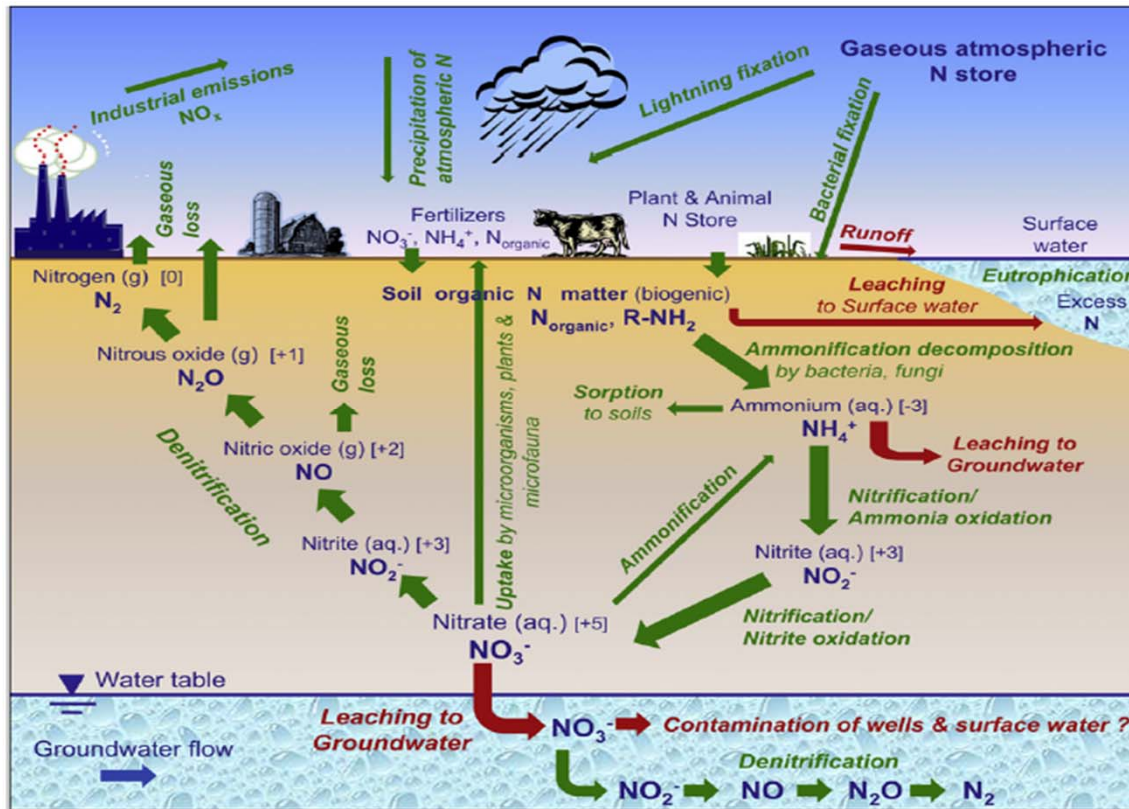 Gaseous atmospheric
N store
Industrial emissions
NOₓ
Precipitation of
atmospheric N
Lightning fixation
Bacterial fixation
Gaseous
loss
Fertilizers
NO₃⁻, NH₄⁺, N_organic
Plant & Animal
N Store
Runoff
Surface
water
Eutrophication
Excess
N
Nitrogen (g) [0]
N₂
Soil organic N matter (biogenic)
N_organic, R-NH₂
Leaching
to Surface water
Nitrous oxide (g) [+1]
N₂O
Gaseous
loss
Ammonification decomposition
by bacteria, fungi
Sorption
to soils
Ammonium (aq.) [-3]
NH₄⁺
Leaching to
Groundwater
Nitric oxide (g) [+2]
NO
Denitrification
Uptake by microorganisms, plants &
microfauna
Ammonification
Nitrification/
Ammonia oxidation
Nitrite (aq.) [+3]
NO₂⁻
Nitrite (aq.) [+3]
NO₂⁻
Nitrification/
Nitrite oxidation
Nitrate (aq.) [+5]
NO₃⁻
Water table
Leaching to
Groundwater
NO₃⁻
Contamination of wells & surface water ?
Groundwater flow
Denitrification
NO₂⁻ NO N₂O N₂